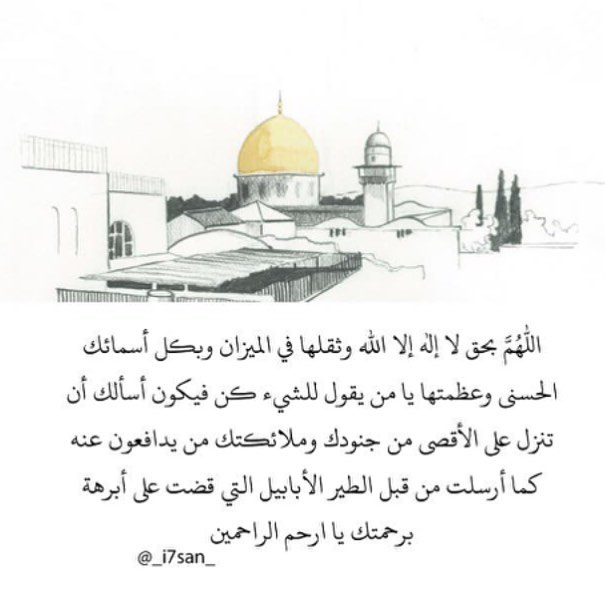 اللّٰهُمَّ بحق لا إلٰه إلا الله وثقلها في الميزان وبكل أسمائك
الحسنى وعظمتها يا من يقول للشيء كن فيكون أسألك أن
تنزل على الأقصى من جنودك وملائكتك من يدافعون عنه
كما أرسلت من قبل الطير الأبابيل التي قضت على أبرهة
برحمتك يا ارحم الراحمين
@_i7san_